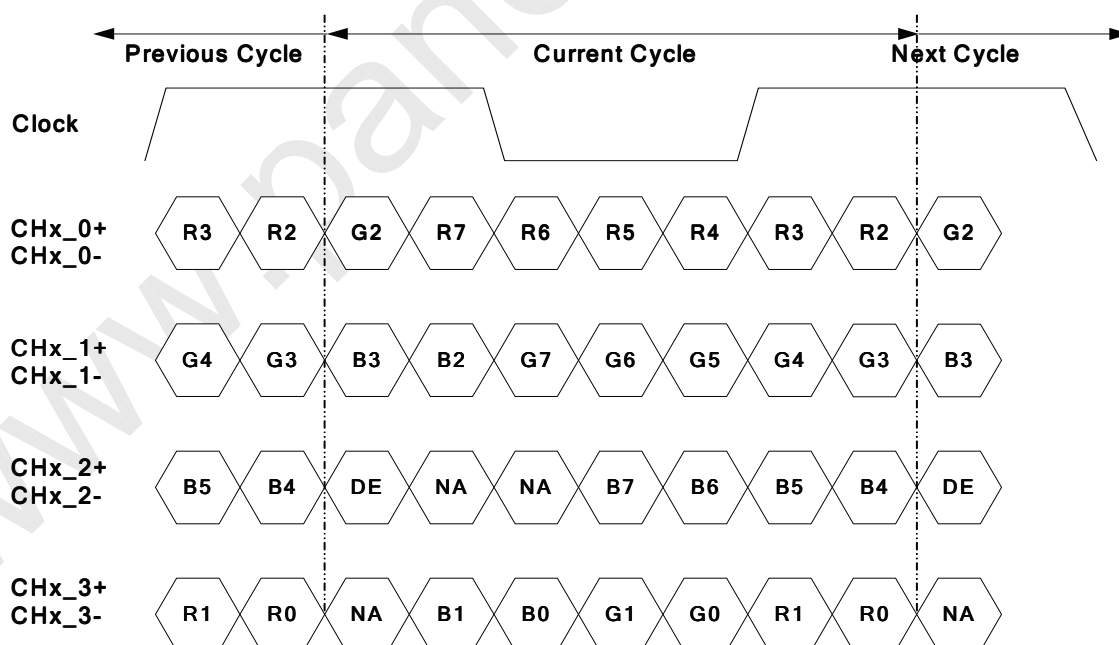 Previous Cycle Current Cycle Next Cycle
Clock
CHx_0+
CHx_0-
R3 R2 G2 R7 R6 R5 R4 R3 R2 G2
CHx_1+
CHx_1-
G4 G3 B3 B2 G7 G6 G5 G4 G3 B3
CHx_2+
CHx_2-
B5 B4 DE NA NA B7 B6 B5 B4 DE
CHx_3+
CHx_3-
R1 R0 NA B1 B0 G1 G0 R1 R0 NA